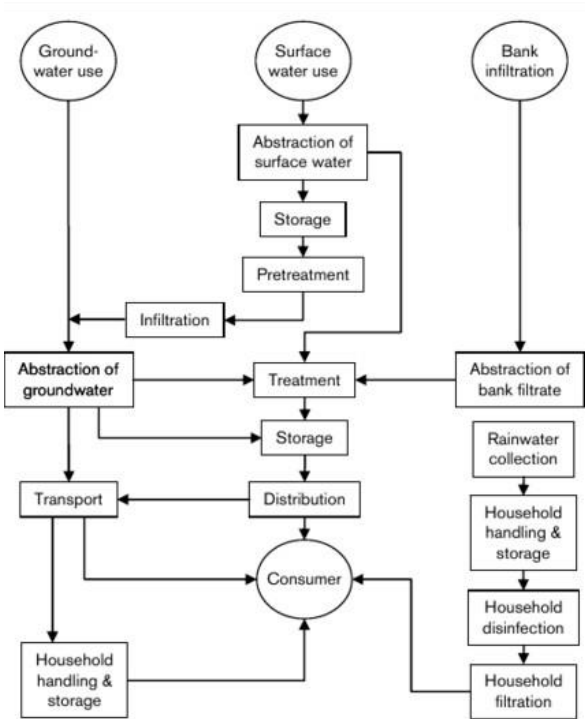 Ground-
water use
Surface
water use
Bank
infiltration
Abstraction of
surface water
Storage
Pretreatment
Infiltration
Abstraction of
groundwater
Treatment
Abstraction of
bank filtrate
Storage
Rainwater
collection
Transport
Distribution
Household
handling &
storage
Consumer
Household
disinfection
Household
handling &
storage
Household
filtration